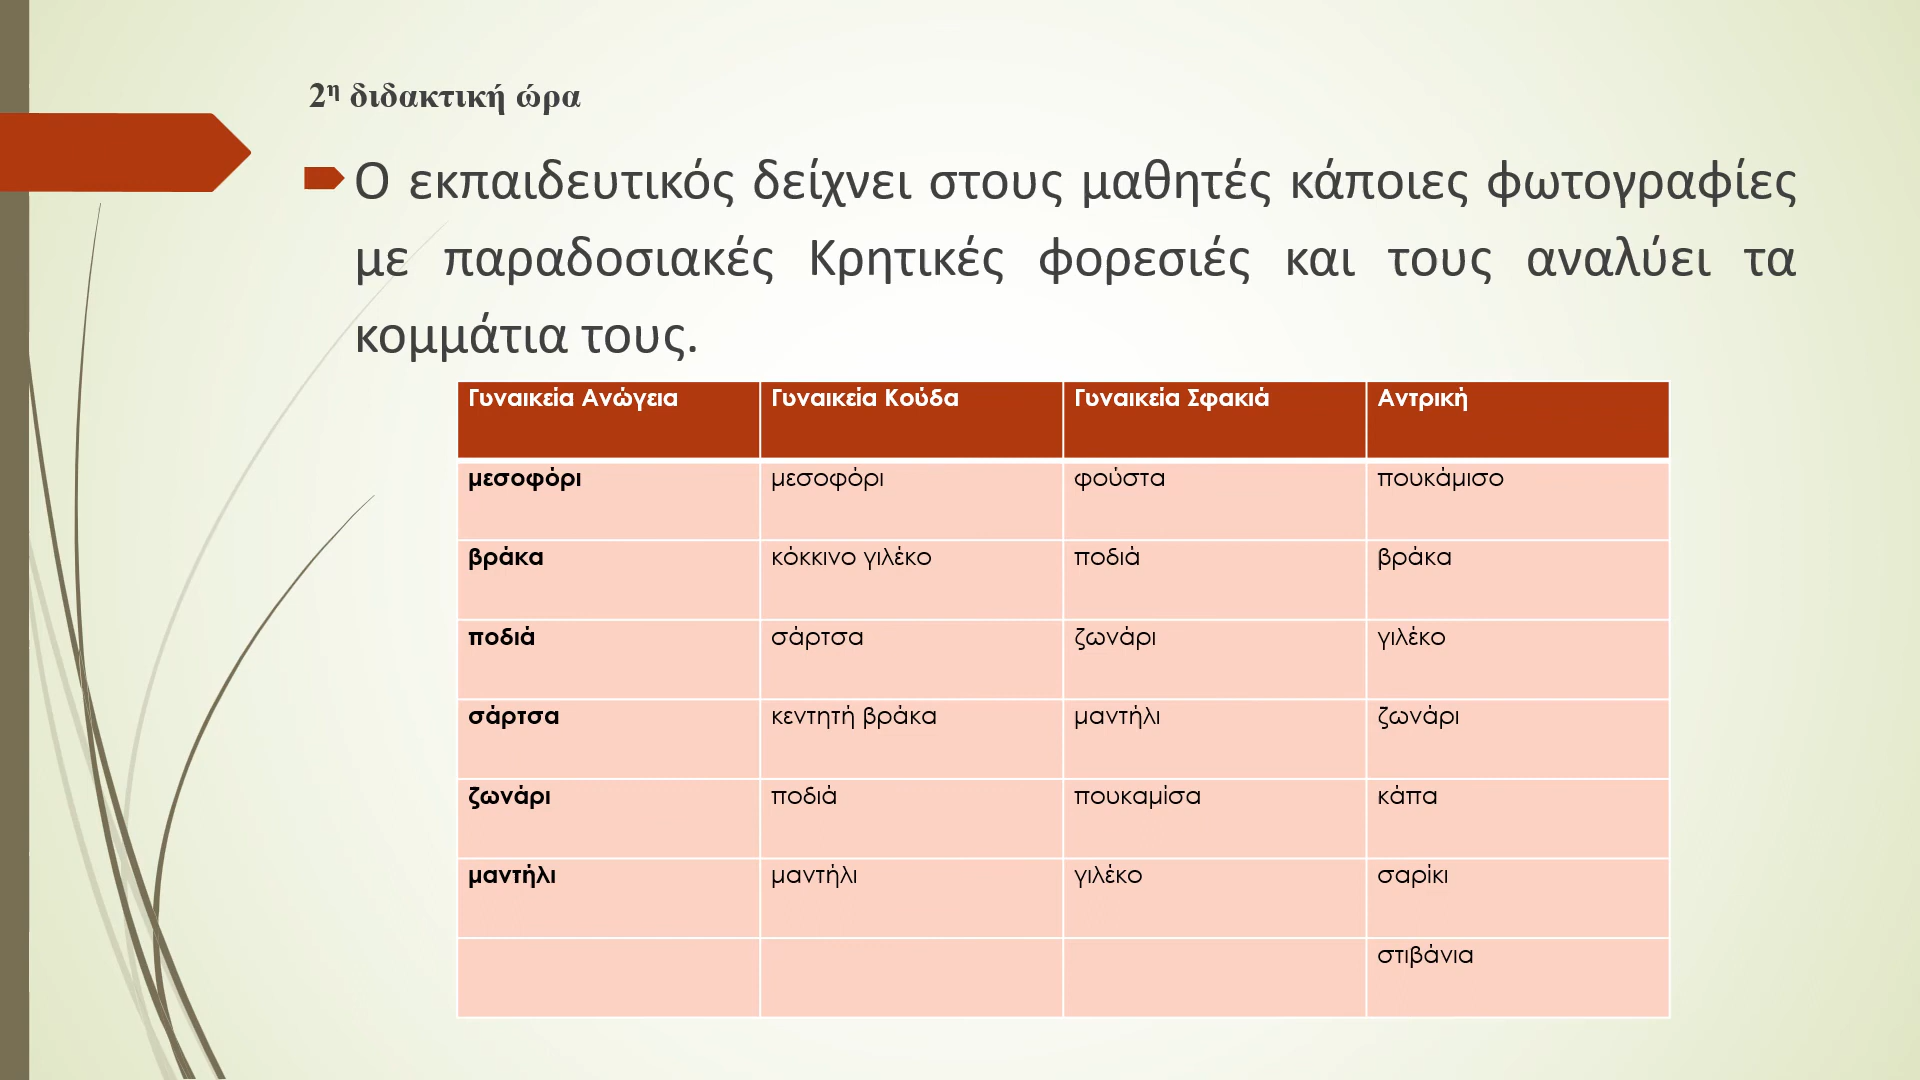 2η διδακτική ώρα
Ο εκπαιδευτικός δείχνει στους μαθητές κάποιες φωτογραφίες
με παραδοσιακές Κρητικές φορεσιές και τους αναλύει τα
κομμάτια τους.
Γυναικεία Ανώγεια Γυναικεία Κούδα Γυναικεία Σφακιά Αντρική
μεσοφόρι μεσοφόρι φούστα πουκάμισο
βράκα κόκκινο γιλέκο ποδιά βράκα
ποδιά σάρτσα ζωνάρι γιλέκο
σάρτσα κεντητή βράκα μαντήλι ζωνάρι
ζωνάρι ποδιά πουκαμίσα κάπα
μαντήλι μαντήλι γιλέκο σαρίκι
στιβάνια